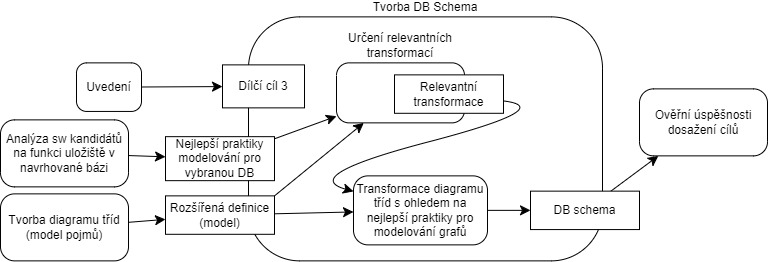 Tvorba DB Schema
Určení relevantních
transformací
Uvedení
Dílčí cíl 3
Relevantní
transformace
Analýza sw kandidátů
na funkci uložiště v
navrhované bázi
Nejlepší praktiky
modelování pro
vybranou DB
Ověřní úspěšnosti
dosažení cílů
Tvorba diagramu tříd
(model pojmů)
Rozšířená definice
(model)
Transformace diagramu
tříd s ohledem na
nejlepší praktiky pro
modelování grafů
DB schema